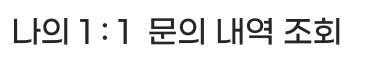 나의 1 : 1 문의 내역 조회